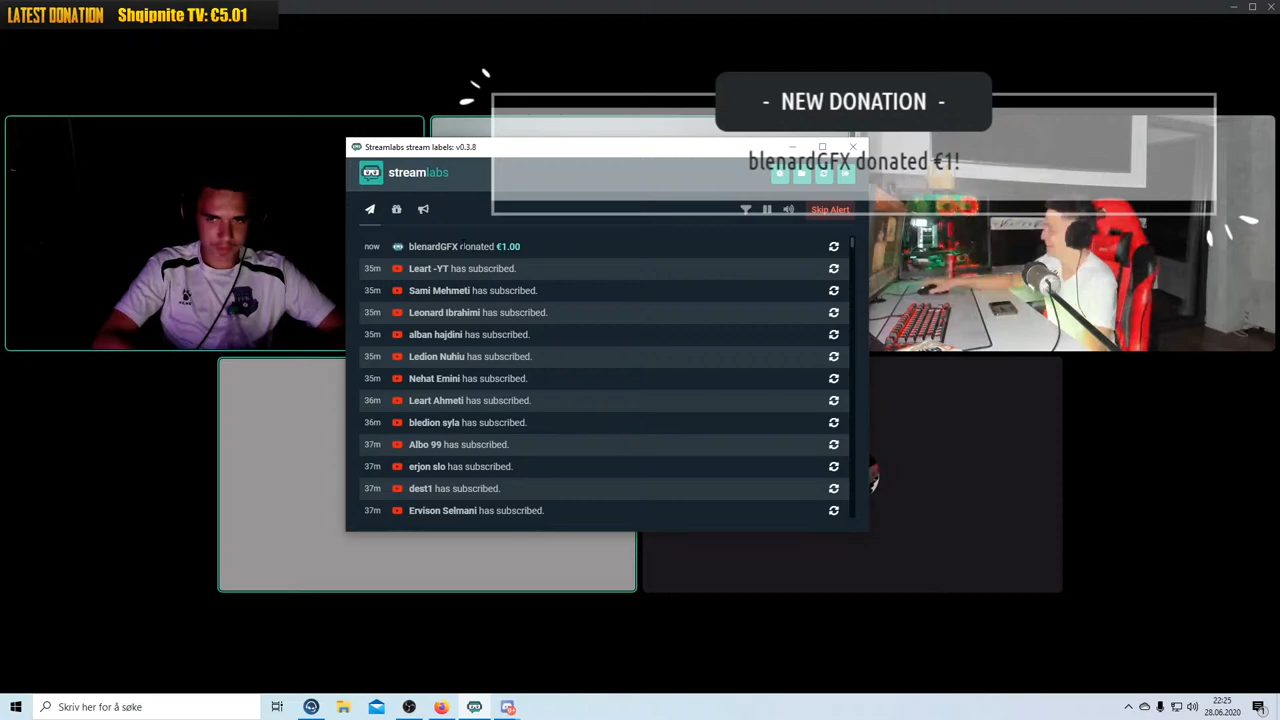 LATEST DONATION Shqipnite TV: €5.01
- NEW DONATION -
blenardGFX donated €1!
Streamlabs stream labels: v0.3.8
streamlabs
Skip Alert
now blenardGFX donated €1.00
35m Leart -YT has subscribed.
35m Sami Mehmeti has subscribed.
35m Leonard Ibrahimi has subscribed.
35m alban hajdini has subscribed.
35m Ledion Nuhiu has subscribed.
35m Nehat Emini has subscribed.
36m Leart Ahmeti has subscribed.
36m bledion syla has subscribed.
37m Albo 99 has subscribed.
37m erjon slo has subscribed.
37m dest1 has subscribed.
37m Ervison Selmani has subscribed.
Skriv her for å søke
22:25
28.06.2020